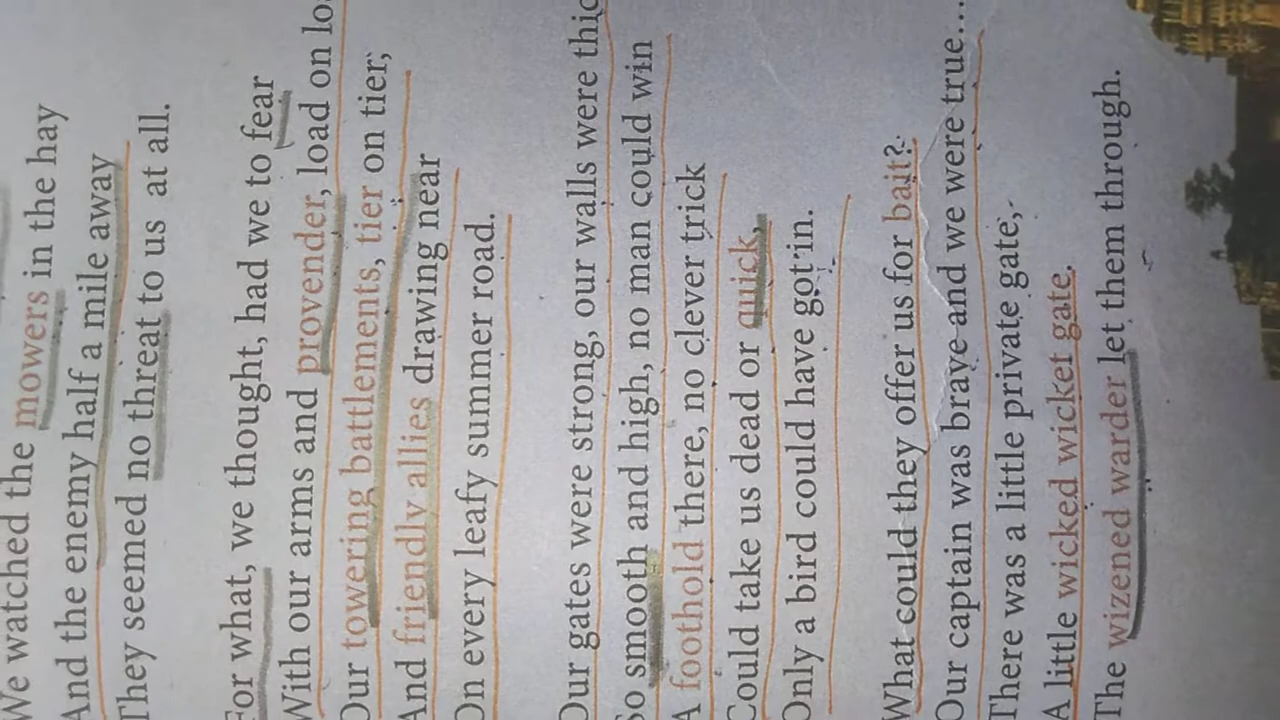 We watched the mowers in the hay
And the enemy half a mile away
They seemed no threat to us at all.
For what, we thought, had we to fear
With our arms and provender, load on
Our towering battlements, tier on tier,
And friendly allies drawing near
On every leafy summer road.
Our gates were strong, our walls were
So smooth and high, no man could win
A foothold there, no clever trick
Could take us dead or quick,
Only a bird could have got in.
What could they offer us for bait?
Our captain was brave and we were true...
There was a little private gate,
A little wicked wicket gate.
The wizened warder let them through.